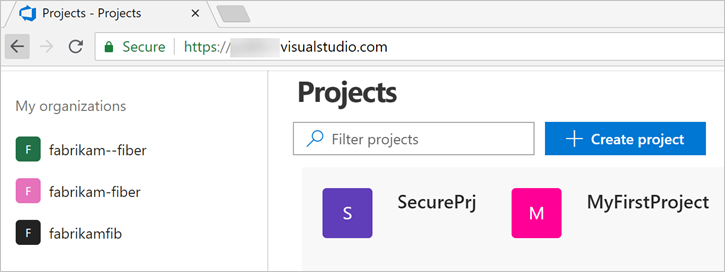 Projects - Projects
Secure https:// visualstudio.com
My organizations
F fabrikam--fiber
F fabrikam-fiber
F fabrikamfib
Projects
Filter projects
Create project
S SecurePrj
M MyFirstProject